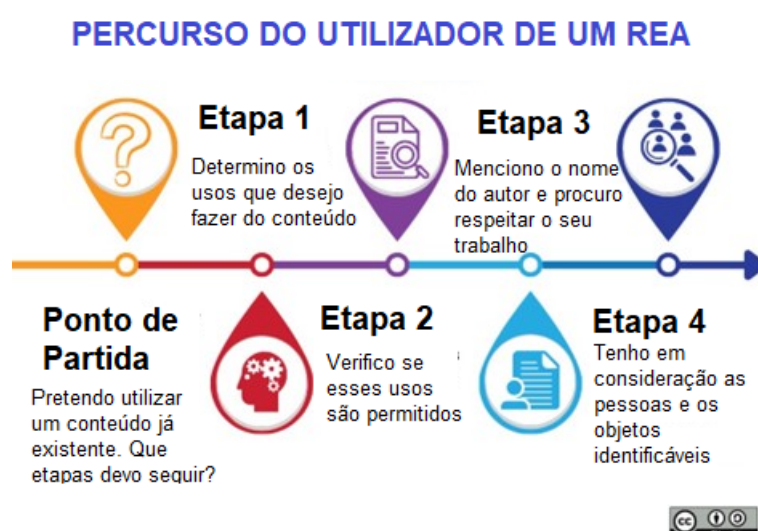 PERCURSO DO UTILIZADOR DE UM REA
Ponto de
Partida
Pretendo utilizar
um conteúdo já
existente. Que
etapas devo seguir?
Etapa 1
Determino os
usos que desejo
fazer do conteúdo
Etapa 2
Verifico se
esses usos
são permitidos
Etapa 3
Menciono o nome
do autor e procuro
respeitar o seu
trabalho
Etapa 4
Tenho em
consideração as
pessoas e os
objetos
identificáveis
cc